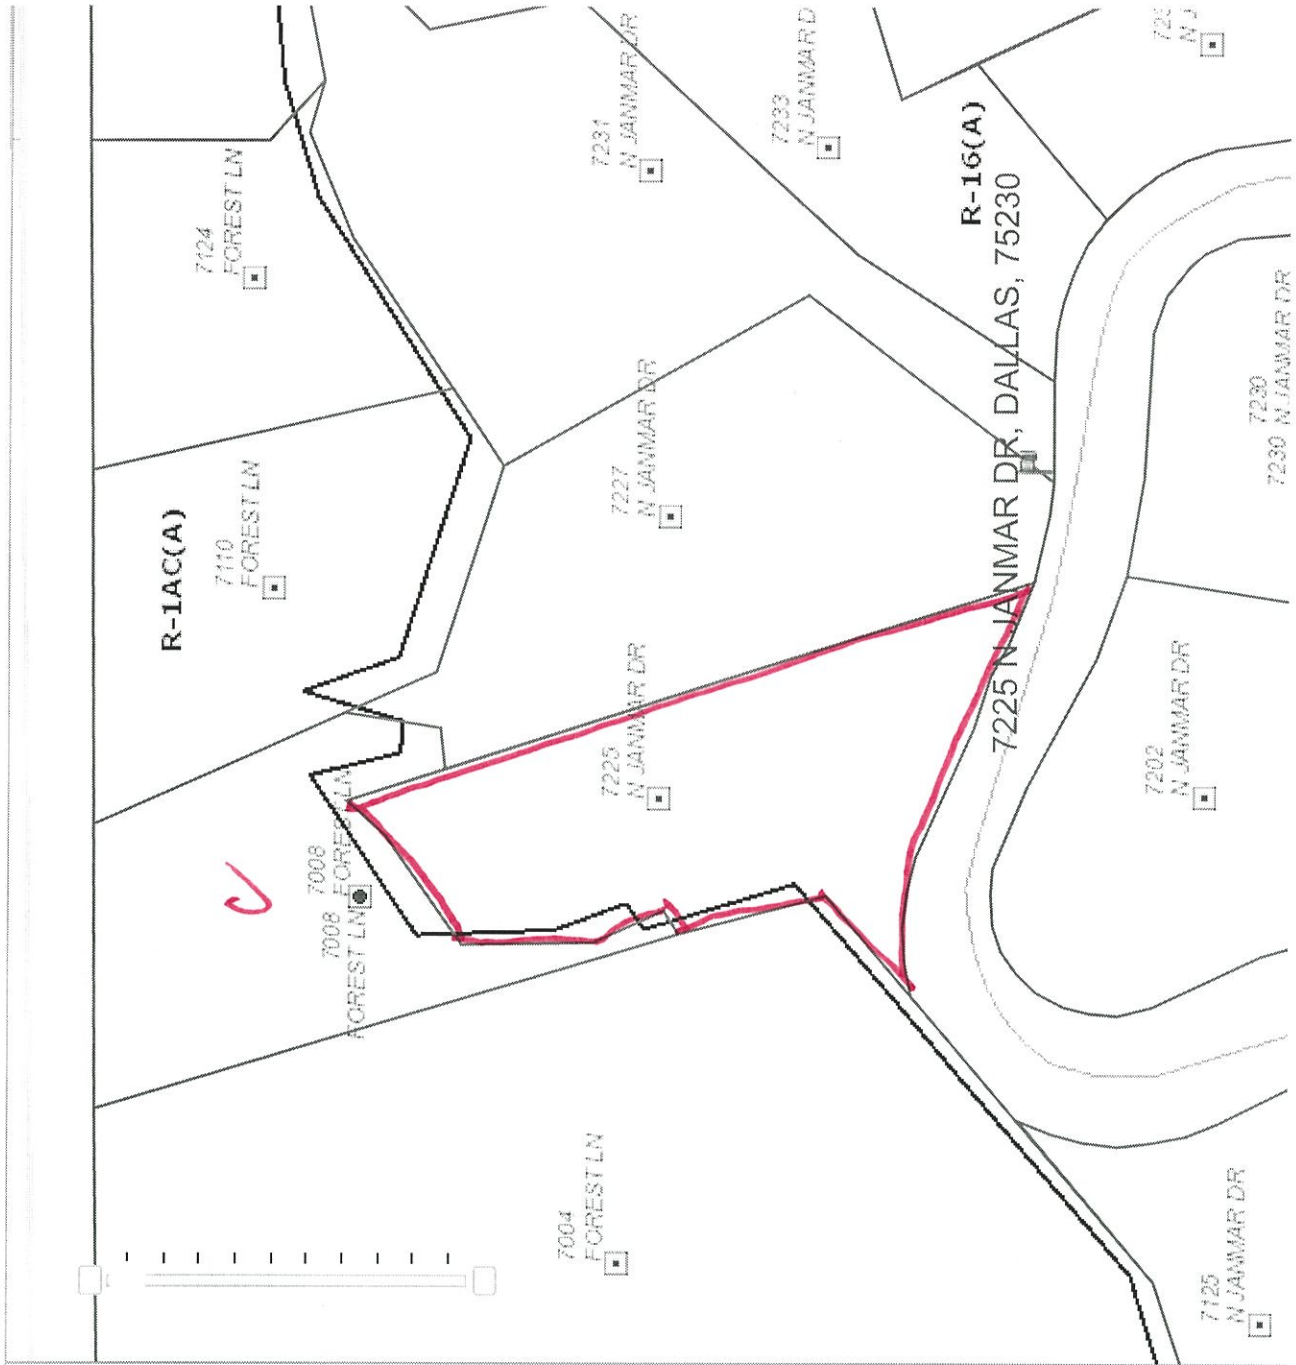 R-1AC(A)
7124
FOREST LN
7110
FOREST LN
7008
FOREST LN
7008
FOREST LN
7004
FOREST LN
7231
N JANMAR DR
7227
N JANMAR DR
7225
N JANMAR DR
7233
N JANMAR D
R-16(A)
7225 N JANMAR DR, DALLAS, 75230
7202
N JANMAR DR
7125
N JANMAR DR
7230
N JANMAR DR
7230
N J